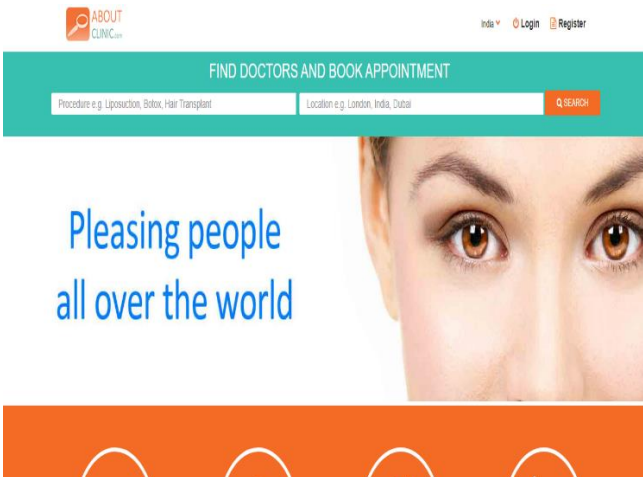 ABOUT
CLINIC.com
India
Login
Register
FIND DOCTORS AND BOOK APPOINTMENT
Procedure e.g. Liposuction, Botox, Hair Transplant
Location e.g. London, India, Dubai
SEARCH
Pleasing people
all over the world